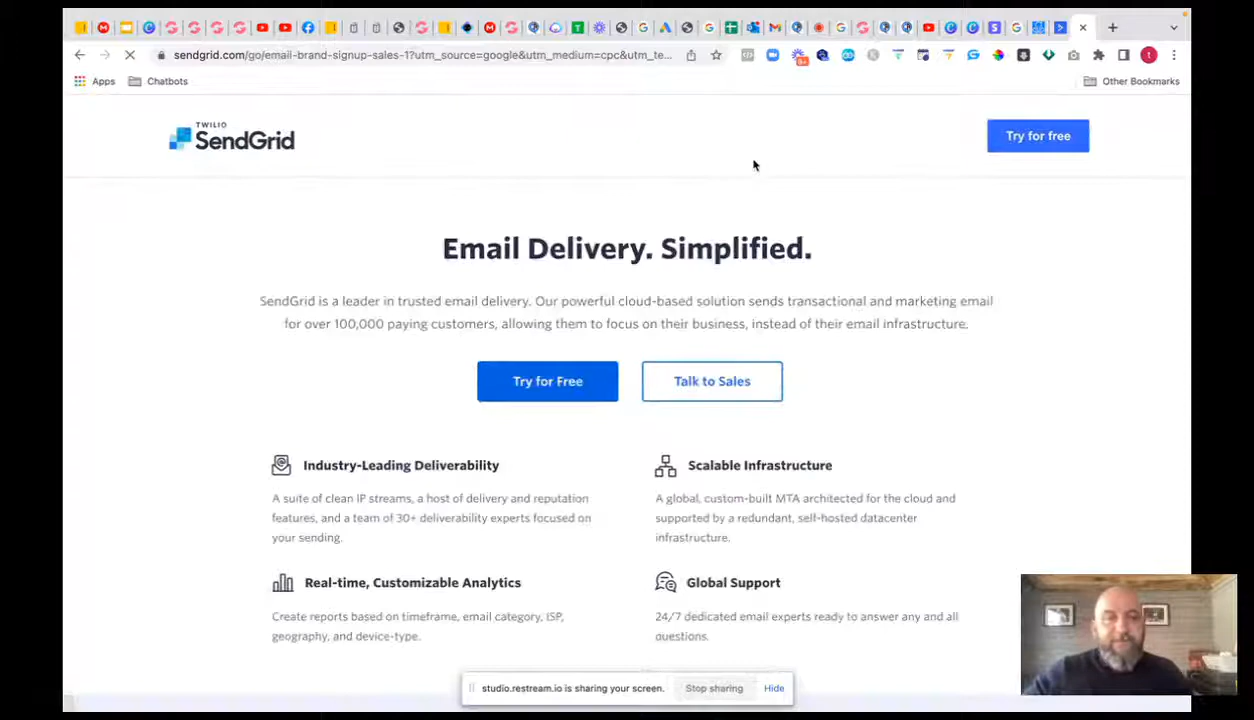 sendgrid.com/go/email-brand-signup-sales-1?utm_source=google&utm_medium=cpc&utm_te...
Apps
Chatbots
Other Bookmarks
TWILIO
SendGrid
Try for free
Email Delivery. Simplified.
SendGrid is a leader in trusted email delivery. Our powerful cloud-based solution sends transactional and marketing email
for over 100,000 paying customers, allowing them to focus on their business, instead of their email infrastructure.
Try for Free
Talk to Sales
Industry-Leading Deliverability
A suite of clean IP streams, a host of delivery and reputation
features, and a team of 30+ deliverability experts focused on
your sending.
Scalable Infrastructure
A global, custom-built MTA architected for the cloud and
supported by a redundant, self-hosted datacenter
infrastructure.
Real-time, Customizable Analytics
Create reports based on timeframe, email category, ISP,
geography, and device-type.
Global Support
24/7 dedicated email experts ready to answer any and all
questions.
studio.restream.io is sharing your screen.
Stop sharing
Hide